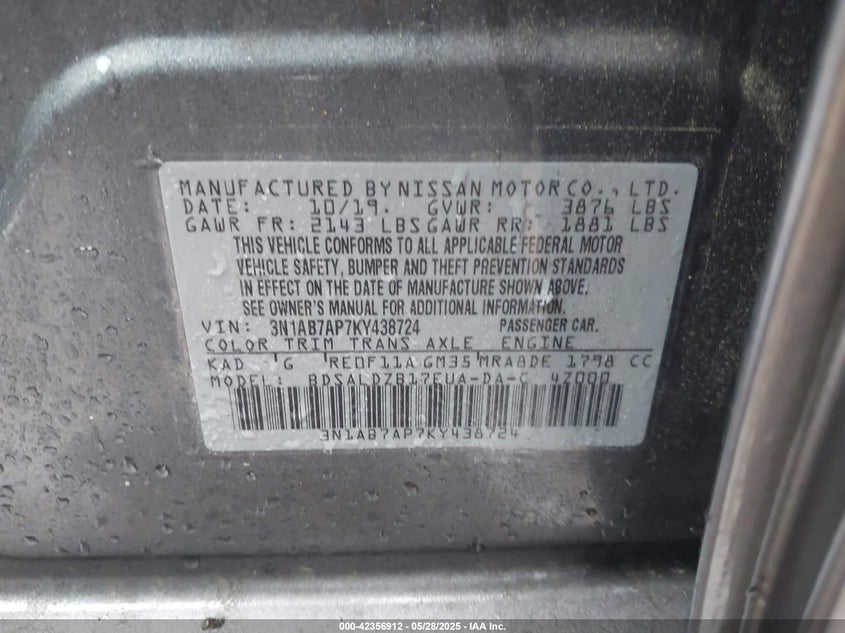 MANUFACTURED BY NISSAN MOTOR CO., LTD.
DATE: 10/19. GVWR: 3876 LBS
GAWR FR: 2143 LBS GAWR RR: 1881 LBS
THIS VEHICLE CONFORMS TO ALL APPLICABLE FEDERAL MOTOR
VEHICLE SAFETY, BUMPER AND THEFT PREVENTION STANDARDS
IN EFFECT ON THE DATE OF MANUFACTURE SHOWN ABOVE.
SEE OWNER'S MANUAL FOR ADDITIONAL INFORMATION.
VIN: 3N1AB7AP7KY438724 PASSENGER CAR.
COLOR TRIM TRANS AXLE ENGINE
KAD G RE0F11A GM35 MRA8DE 1798 CC
MODEL: BDSALDZB17EUA-DA-C 4Z000
3N1AB7AP7KY438724
000-42356912 | 05/28/2025 - IAA Inc.